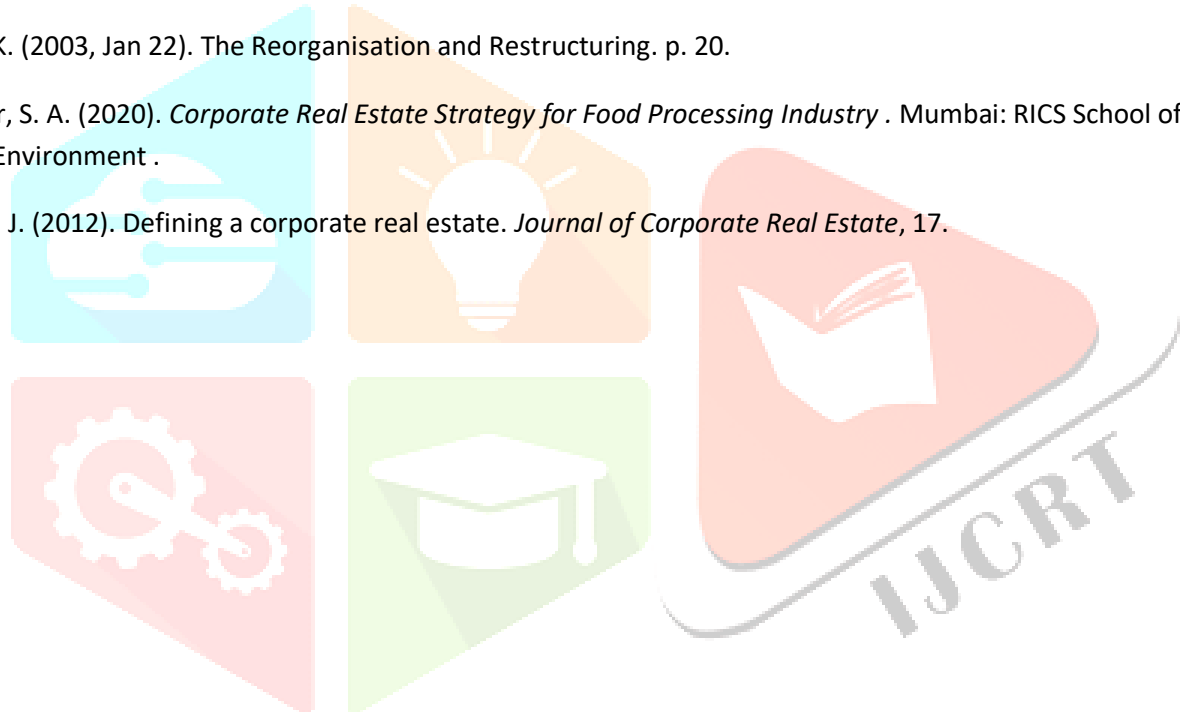 K. (2003, Jan 22). The Reorganisation and Restructuring. p. 20.
r, S. A. (2020). Corporate Real Estate Strategy for Food Processing Industry . Mumbai: RICS School of
Environment .
J. (2012). Defining a corporate real estate. Journal of Corporate Real Estate, 17.
IJCRT